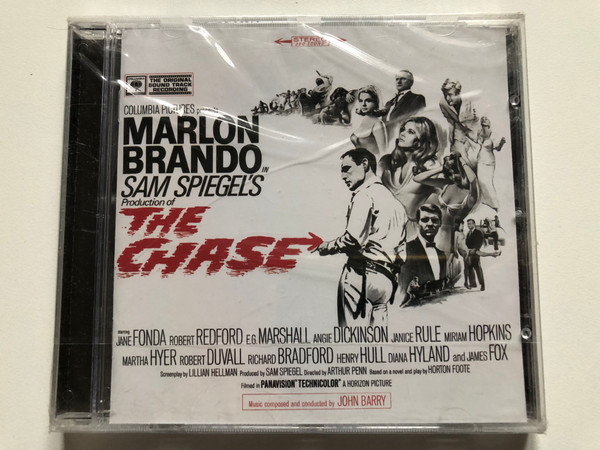 STEREO
THE ORIGINAL
SOUND TRACK
RECORDING
COLUMBIA PICTURES presents
MARLON
BRANDO IN
SAM SPIEGEL'S
Production of
THE
CHASE
starring
JANE FONDA ROBERT REDFORD E.G. MARSHALL ANGIE DICKINSON JANICE RULE MIRIAM HOPKINS
MARTHA HYER ROBERT DUVALL RICHARD BRADFORD HENRY HULL DIANA HYLAND and JAMES FOX
Screenplay by LILLIAN HELLMAN Produced by SAM SPIEGEL Directed by ARTHUR PENN Based on a novel and play by HORTON FOOTE
Filmed in PANAVISION® TECHNICOLOR® A HORIZON PICTURE
Music composed and conducted by JOHN BARRY